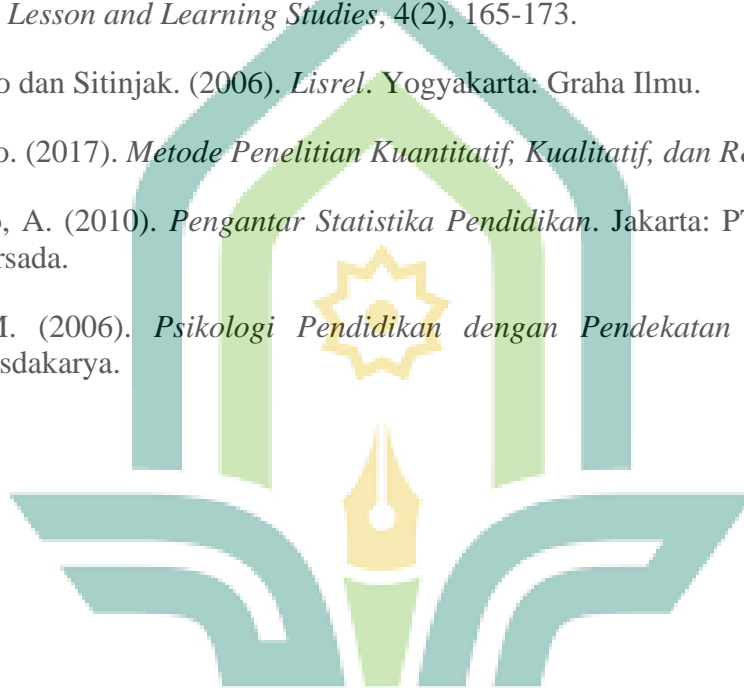 Lesson and Learning Studies, 4(2), 165-173.
o dan Sitinjak. (2006). Lisrel. Yogyakarta: Graha Ilmu.
o. (2017). Metode Penelitian Kuantitatif, Kualitatif, dan R&
, A. (2010). Pengantar Statistika Pendidikan. Jakarta: PT
rsada.
M. (2006). Psikologi Pendidikan dengan Pendekatan
sdakarya.